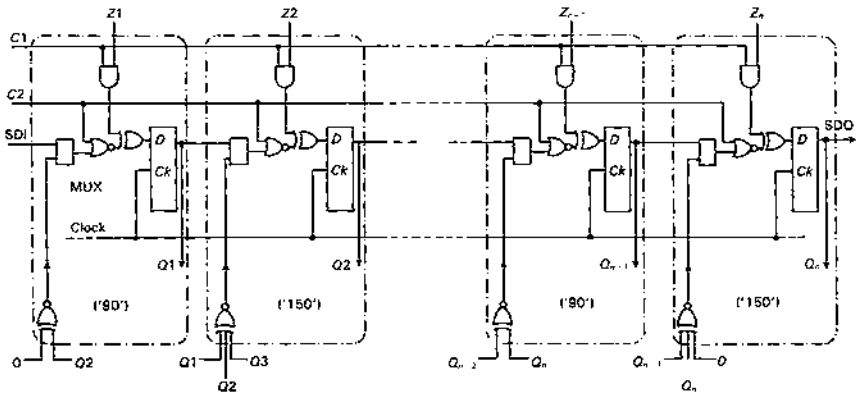 Z1 Z2 Zn-1 Zn
C1
C2
SDI SDO
D D D D
Ck Ck Ck Ck
MUX
Clock
Q1 Q2 Qn-1 Qn
('90') ('150') ('90') ('150')
0 Q2 Q1 Q3 Qn-2 Qn Qn-1 0
Q2 Qn